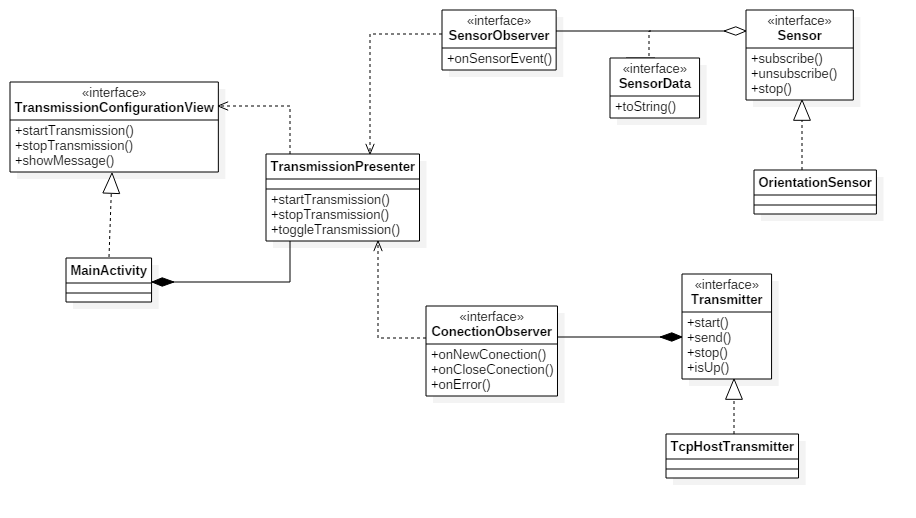 «interface»
SensorObserver
+onSensorEvent()
«interface»
Sensor
+subscribe()
+unsubscribe()
+stop()
«interface»
SensorData
+toString()
«interface»
TransmissionConfigurationView
+startTransmission()
+stopTransmission()
+showMessage()
TransmissionPresenter
+startTransmission()
+stopTransmission()
+toggleTransmission()
OrientationSensor
MainActivity
«interface»
Transmitter
+start()
+send()
+stop()
+isUp()
«interface»
ConectionObserver
+onNewConection()
+onCloseConection()
+onError()
TcpHostTransmitter